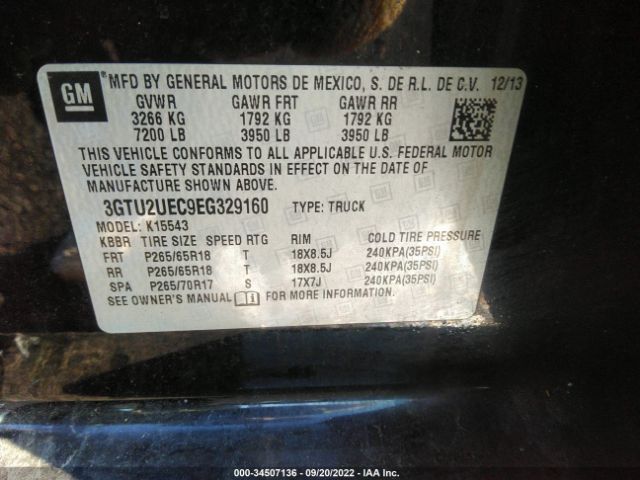 GM
MFD BY GENERAL MOTORS DE MEXICO, S. DE R.L. DE C.V. 12/13
GVWR GAWR FRT GAWR RR
3266 KG 1792 KG 1792 KG
7200 LB 3950 LB 3950 LB
THIS VEHICLE CONFORMS TO ALL APPLICABLE U.S. FEDERAL MOTOR
VEHICLE SAFETY STANDARDS IN EFFECT ON THE DATE OF
MANUFACTURE SHOWN ABOVE.
3GTU2UEC9EG329160 TYPE: TRUCK
MODEL: K15543
KBBR TIRE SIZE SPEED RTG RIM COLD TIRE PRESSURE
FRT P265/65R18 T 18X8.5J 240KPA(35PSI)
RR P265/65R18 T 18X8.5J 240KPA(35PSI)
SPA P265/70R17 S 17X7J 240KPA(35PSI)
SEE OWNER'S MANUAL FOR MORE INFORMATION.
000-34507136 - 09/20/2022 - IAA Inc.